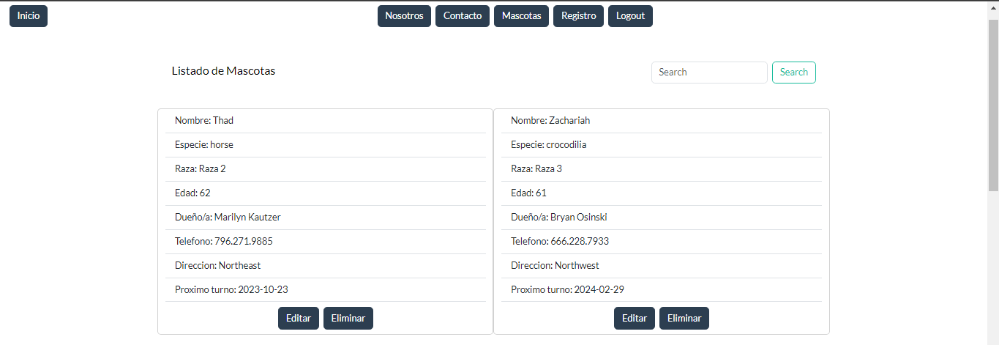 Inicio Nosotros Contacto Mascotas Registro Logout
Listado de Mascotas Search Search
Nombre: Thad
Especie: horse
Raza: Raza 2
Edad: 62
Dueño/a: Marilyn Kautzer
Telefono: 796.271.9885
Direccion: Northeast
Proximo turno: 2023-10-23
Editar Eliminar
Nombre: Zachariah
Especie: crocodilia
Raza: Raza 3
Edad: 61
Dueño/a: Bryan Osinski
Telefono: 666.228.7933
Direccion: Northwest
Proximo turno: 2024-02-29
Editar Eliminar